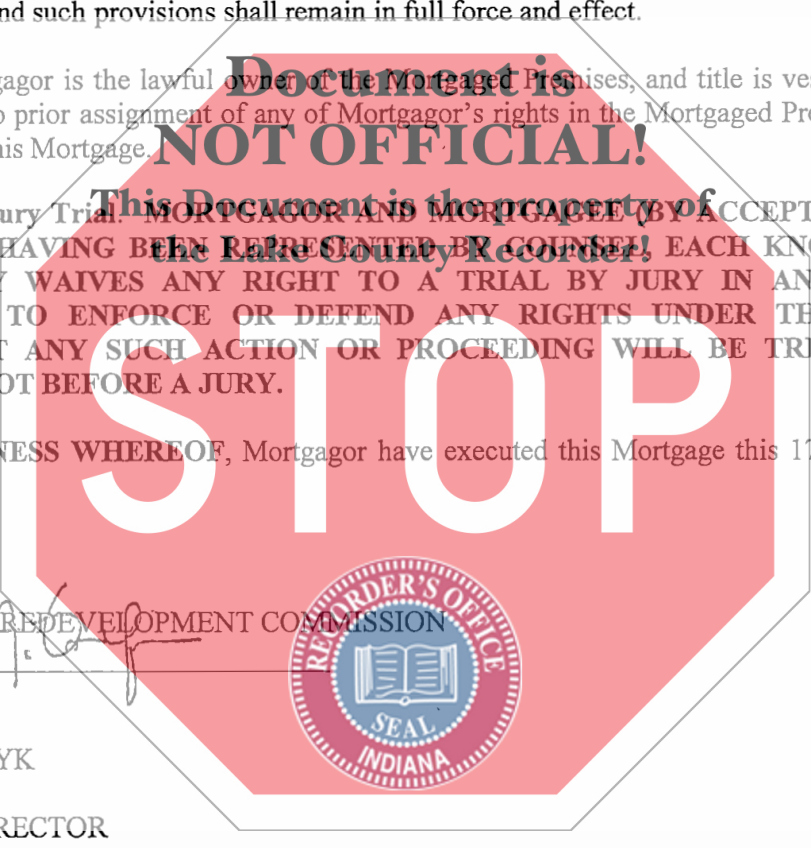 nd such provisions shall remain in full force and effect.
gagor is the lawful owner of the Mortgaged Premises, and title is ve
Document is
prior assignment of any of Mortgagor's rights in the Mortgaged Pr
his Mortgage.
NOT OFFICIAL!
This Document is the property of
ury Trial. MORTGAGOR AND MORTGAGEE (BY ACCEPT
the Lake County Recorder!
HAVING BEEN REPRESENTED BY COUNSEL, EACH KNO
Y WAIVES ANY RIGHT TO A TRIAL BY JURY IN AN
TO ENFORCE OR DEFEND ANY RIGHTS UNDER TH
T ANY SUCH ACTION OR PROCEEDING WILL BE TRI
OT BEFORE A JURY.
STOP
NESS WHEREOF, Mortgagor have executed this Mortgage this 17
REDEVELOPMENT COMMISSION
RECORDER'S OFFICE
SEAL
INDIANA
YK
RECTOR